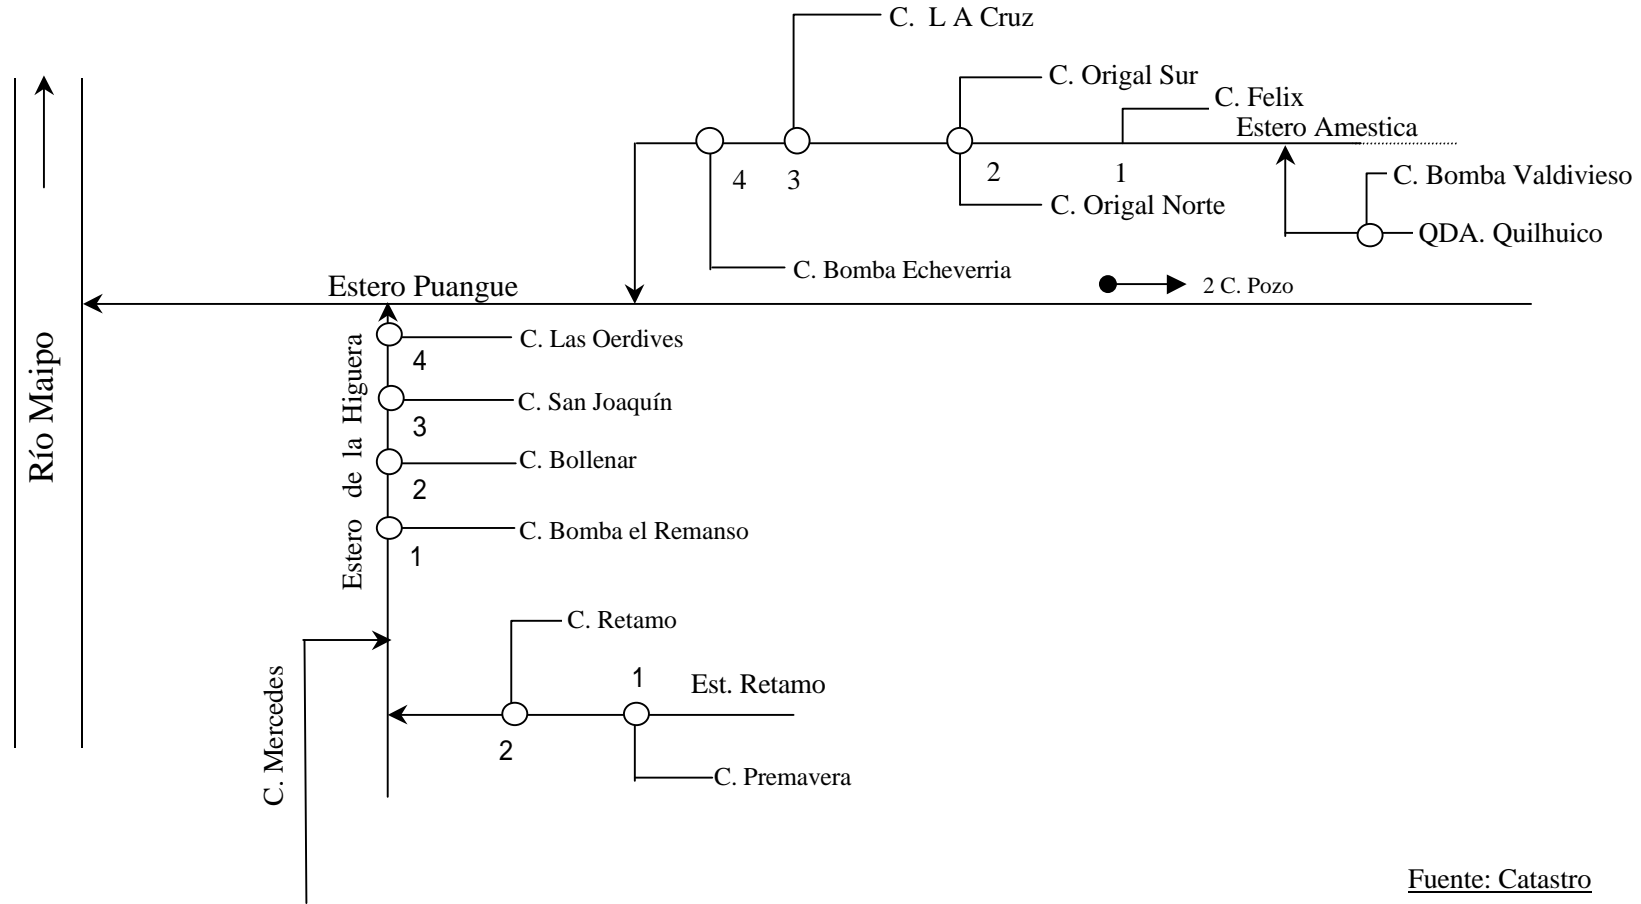 C. L A Cruz
C. Origal Sur
C. Felix
Estero Amestica
4
3
2
1
C. Bomba Valdivieso
C. Origal Norte
QDA. Quilhuico
C. Bomba Echeverria
Estero Puangue
2 C. Pozo
Río Maipo
Estero de la Higuera
C. Las Oerdives
4
C. San Joaquín
3
C. Bollenar
2
C. Bomba el Remanso
1
C. Retamo
1
Est. Retamo
C. Mercedes
2
C. Premavera
Fuente: Catastro